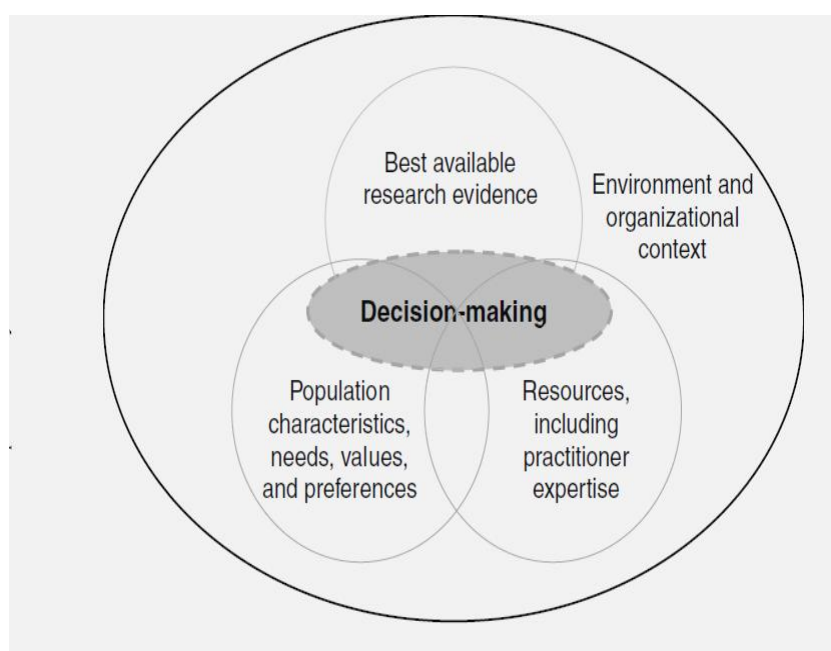 Best available
research evidence
Environment and
organizational
context
Decision-making
Population
characteristics,
needs, values,
and preferences
Resources,
including
practitioner
expertise